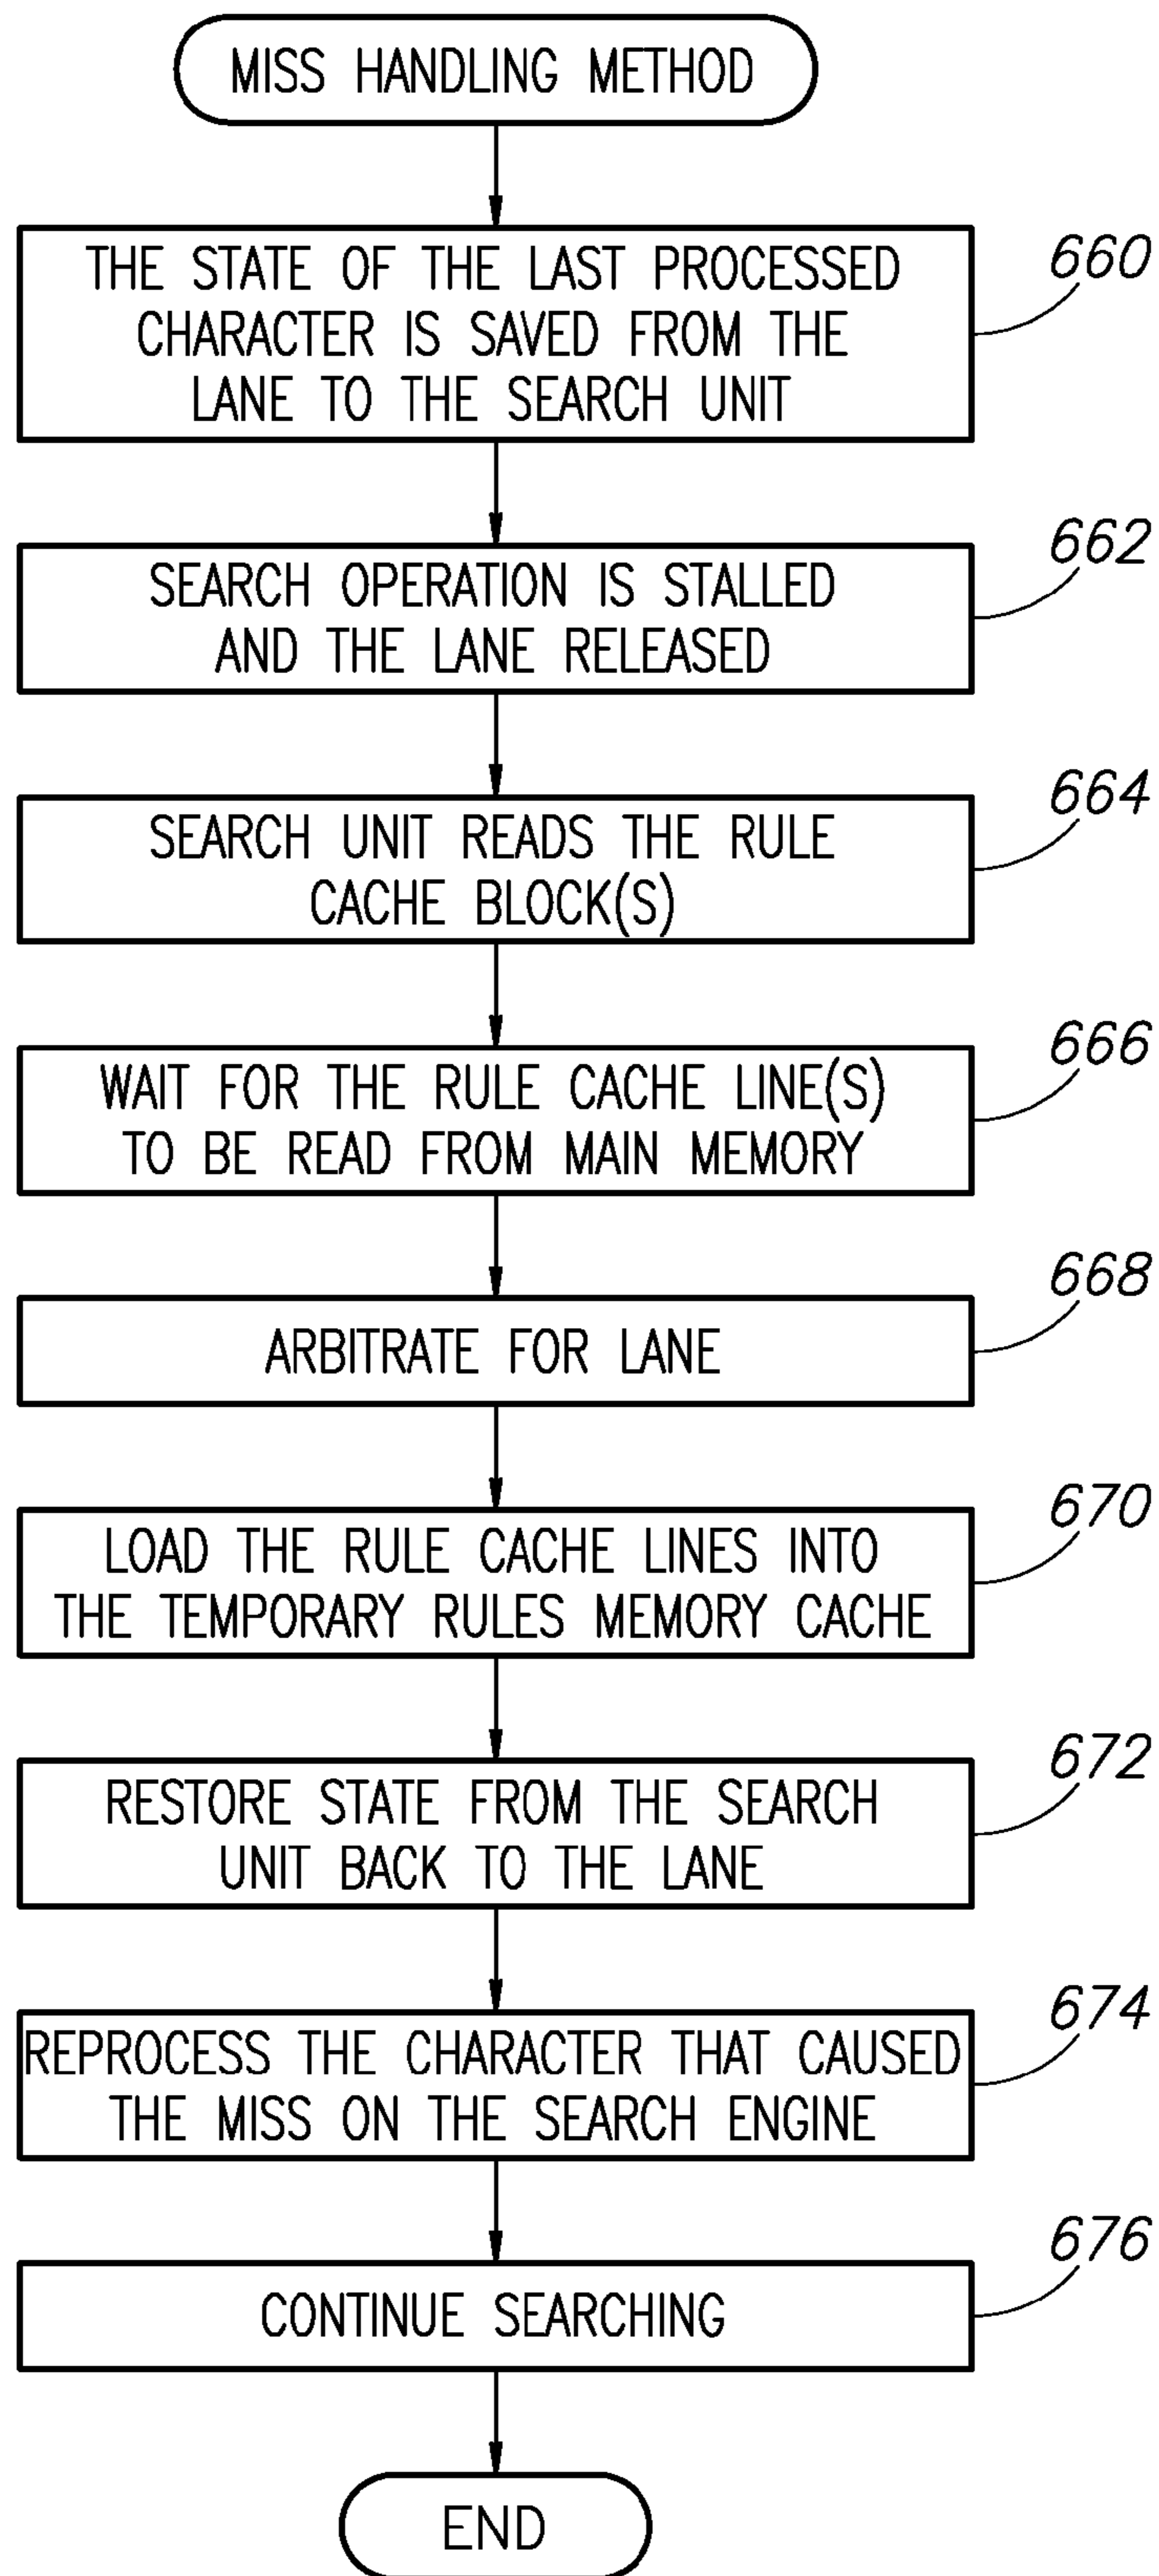 MISS HANDLING METHOD
THE STATE OF THE LAST PROCESSED
CHARACTER IS SAVED FROM THE
LANE TO THE SEARCH UNIT
660
SEARCH OPERATION IS STALLED
AND THE LANE RELEASED
662
SEARCH UNIT READS THE RULE
CACHE BLOCK(S)
664
WAIT FOR THE RULE CACHE LINE(S)
TO BE READ FROM MAIN MEMORY
666
ARBITRATE FOR LANE
668
LOAD THE RULE CACHE LINES INTO
THE TEMPORARY RULES MEMORY CACHE
670
RESTORE STATE FROM THE SEARCH
UNIT BACK TO THE LANE
672
REPROCESS THE CHARACTER THAT CAUSED
THE MISS ON THE SEARCH ENGINE
674
CONTINUE SEARCHING
676
END